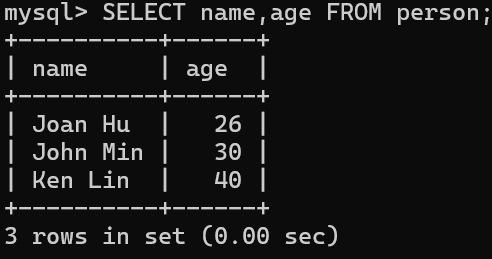 mysql> SELECT name,age FROM person;
+----------+------+
| name     | age  |
+----------+------+
| Joan Hu  |   26 |
| John Min |   30 |
| Ken Lin  |   40 |
+----------+------+
3 rows in set (0.00 sec)